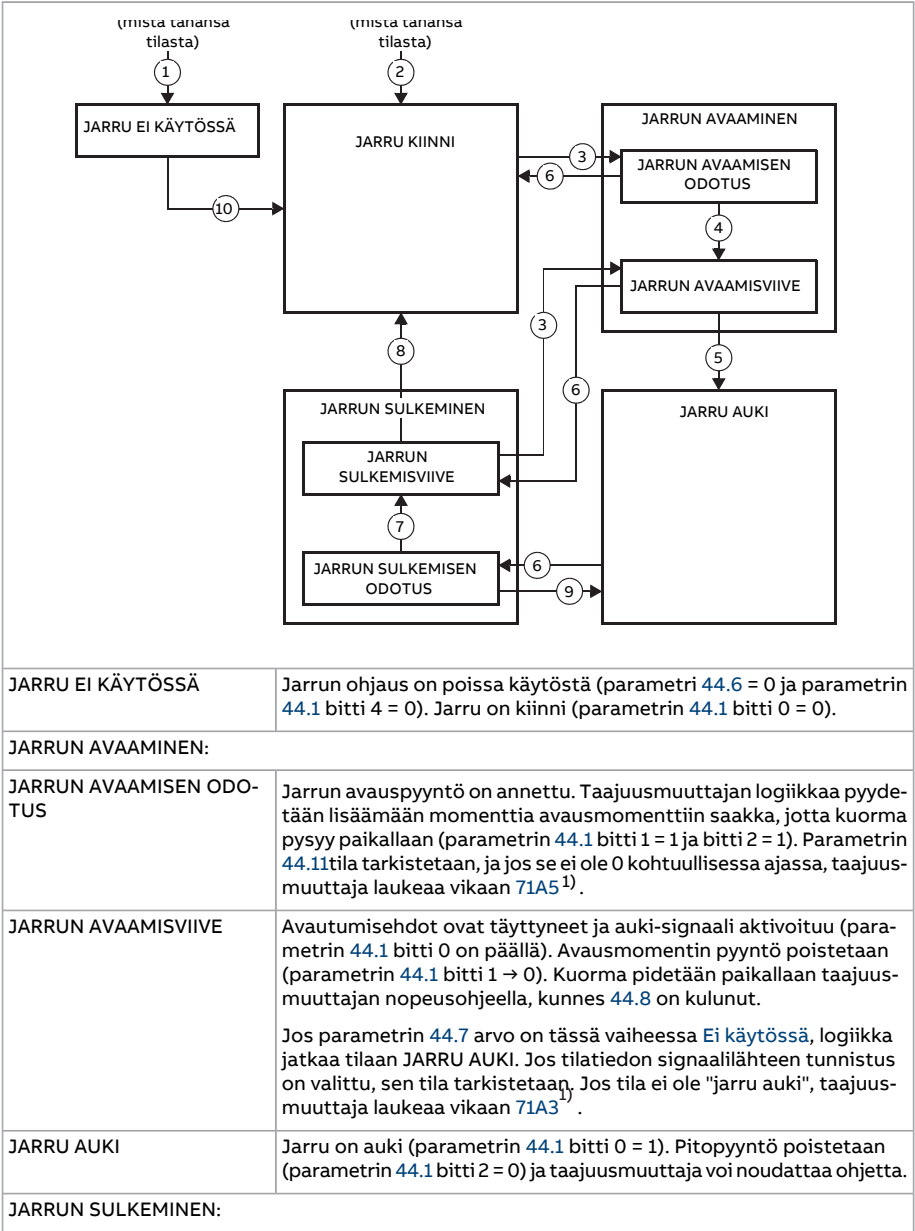 (mistä tahansa
tilasta)
(mistä tahansa
tilasta)
1
2
JARRU EI KÄYTÖSSÄ
JARRU KIINNI
JARRUN AVAAMINEN
3
JARRUN AVAAMISEN
ODOTUS
6
10
4
JARRUN AVAAMISVIIVE
3
8
5
6
JARRUN SULKEMINEN
JARRU AUKI
JARRUN
SULKEMISVIIVE
7
JARRUN SULKEMISEN
ODOTUS
6
9
JARRU EI KÄYTÖSSÄ
Jarrun ohjaus on poissa käytöstä (parametri 44.6 = 0 ja parametrin
44.1 bitti 4 = 0). Jarru on kiinni (parametrin 44.1 bitti 0 = 0).
JARRUN AVAAMINEN:
JARRUN AVAAMISEN ODO-
TUS
Jarrun avauspyyntö on annettu. Taajuusmuuttajan logiikkaa pyyde-
tään lisäämään momenttia avausmomenttiin saakka, jotta kuorma
pysyy paikallaan (parametrin 44.1 bitti 1 = 1 ja bitti 2 = 1). Parametrin
44.11tila tarkistetaan, ja jos se ei ole 0 kohtuullisessa ajassa, taajuus-
muuttaja laukeaa vikaan 71A5 1) .
JARRUN AVAAMISVIIVE
Avautumisehdot ovat täyttyneet ja auki-signaali aktivoitu (para-
metrin 44.1 bitti 0 on päällä). Avausmomentin pyyntö poistetaan
(parametrin 44.1 bitti 1 → 0). Kuorma pidetään paikallaan taajuus-
muuttajan nopeusohjeella, kunnes 44.8 on kulunut.
Jos parametrin 44.7 arvo on tässä vaiheessa Ei käytössä, logiikka
jatkaa tilaan JARRU AUKI. Jos tilatiedon signaalilähteen tunnistus
on valittu, sen tila tarkistetaan. Jos tila ei ole "jarru auki", taajuus-
muuttaja laukeaa vikaan 71A3 1) .
JARRU AUKI
Jarru on auki (parametrin 44.1 bitti 0 = 1). Pitopyyntö poistetaan
(parametrin 44.1 bitti 2 = 0) ja taajuusmuuttaja voi noudattaa ohjetta.
JARRUN SULKEMINEN: